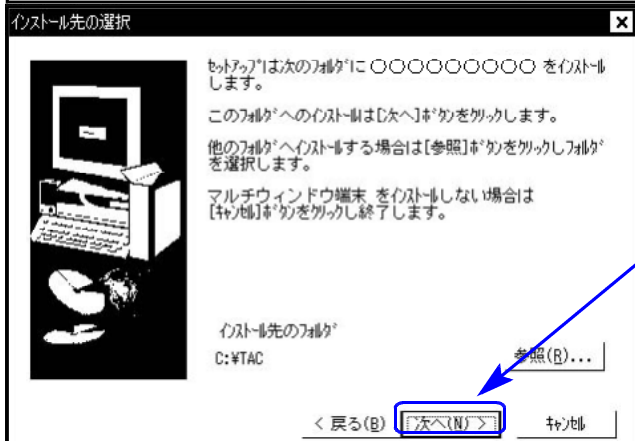 インストール先の選択
セットアップは次のフォルダに ○○○○○○○○○ をインストール
します。
このフォルダへのインストールは[次へ]ボタンをクリックします。
他のフォルダへインストールする場合は[参照]ボタンをクリックしフォルダ
を選択します。
マルチウィンドウ端末 をインストールしない場合は
[キャンセル]ボタンをクリックし終了します。
インストール先のフォルダ
C:¥TAC
参照(R)...
< 戻る(B)
次へ(N) >
キャンセル